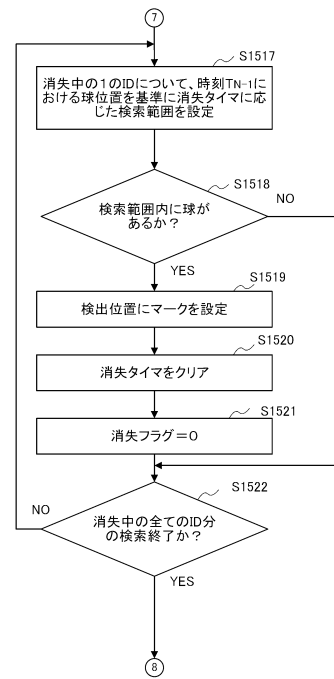 7
S1517
消失中の1のIDについて、時刻TN-1に
おける球位置を基準に消失タイマに応
じた検索範囲を設定
S1518
検索範囲内に球が
あるか?
NO
YES
S1519
検出位置にマークを設定
S1520
消失タイマをクリア
S1521
消失フラグ=0
S1522
NO
消失中の全てのID分
の検索終了か?
YES
8